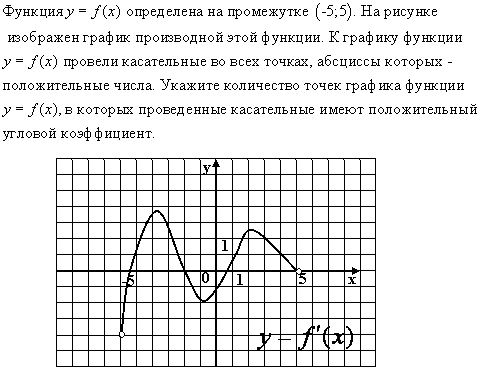 Функция y = f (x) определена на промежутке (-5;5). На рисунке
изображен график производной этой функции. К графику функции
y = f (x) провели касательные во всех точках, абсциссы которых -
положительные числа. Укажите количество точек графика функции
y = f (x), в которых проведенные касательные имеют положительный
угловой коэффициент.
y
1
-5 0 1 5 x
y = f'(x)